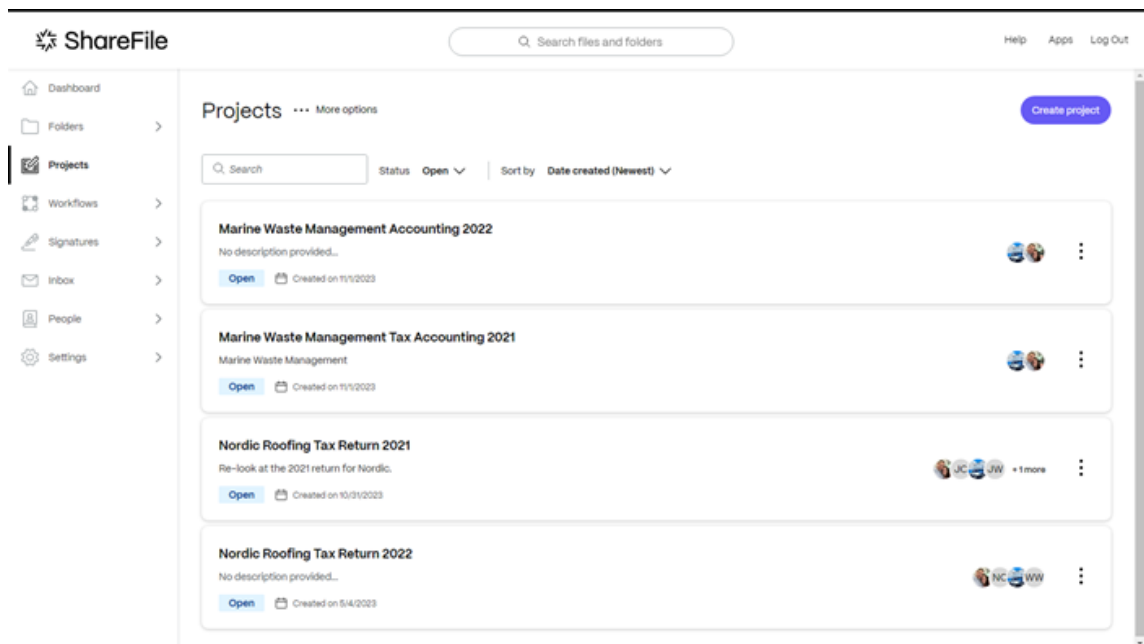 ShareFile
Search files and folders
Help Apps Log Out
Dashboard
Folders
Projects
Workflows
Signatures
Inbox
People
Settings
Projects ··· More options
Create project
Search
Status Open
Sort by Date created (Newest)
Marine Waste Management Accounting 2022
No description provided...
Open Created on 11/1/2023
Marine Waste Management Tax Accounting 2021
Marine Waste Management
Open Created on 11/1/2023
Nordic Roofing Tax Return 2021
Re-look at the 2021 return for Nordic.
JC JW +1 more
Open Created on 10/31/2023
Nordic Roofing Tax Return 2022
No description provided...
NC WW
Open Created on 5/4/2023